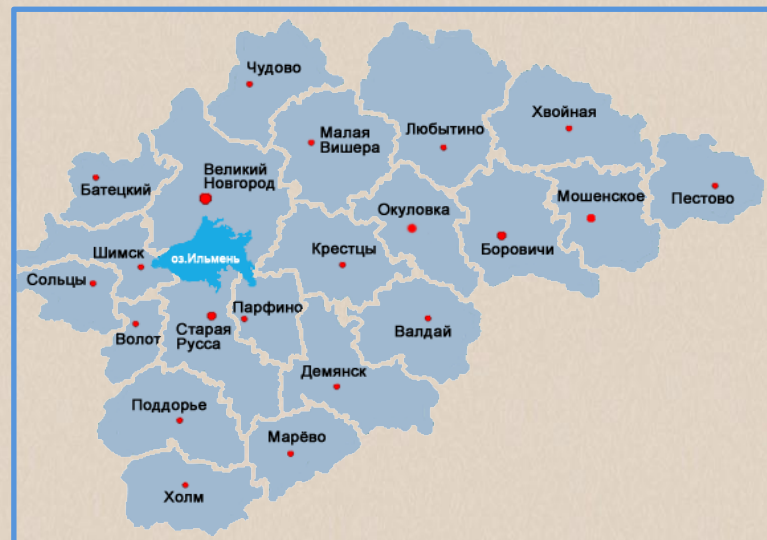 Чудово
Малая
Вишера
Любытино
Хвойная
Батецкий
Великий
Новгород
Окуловка
Мошенское
Пестово
Шимск
оз.Ильмень
Крестцы
Боровичи
Сольцы
Волот
Старая
Русса
Парфино
Валдай
Демянск
Поддорье
Марёво
Холм